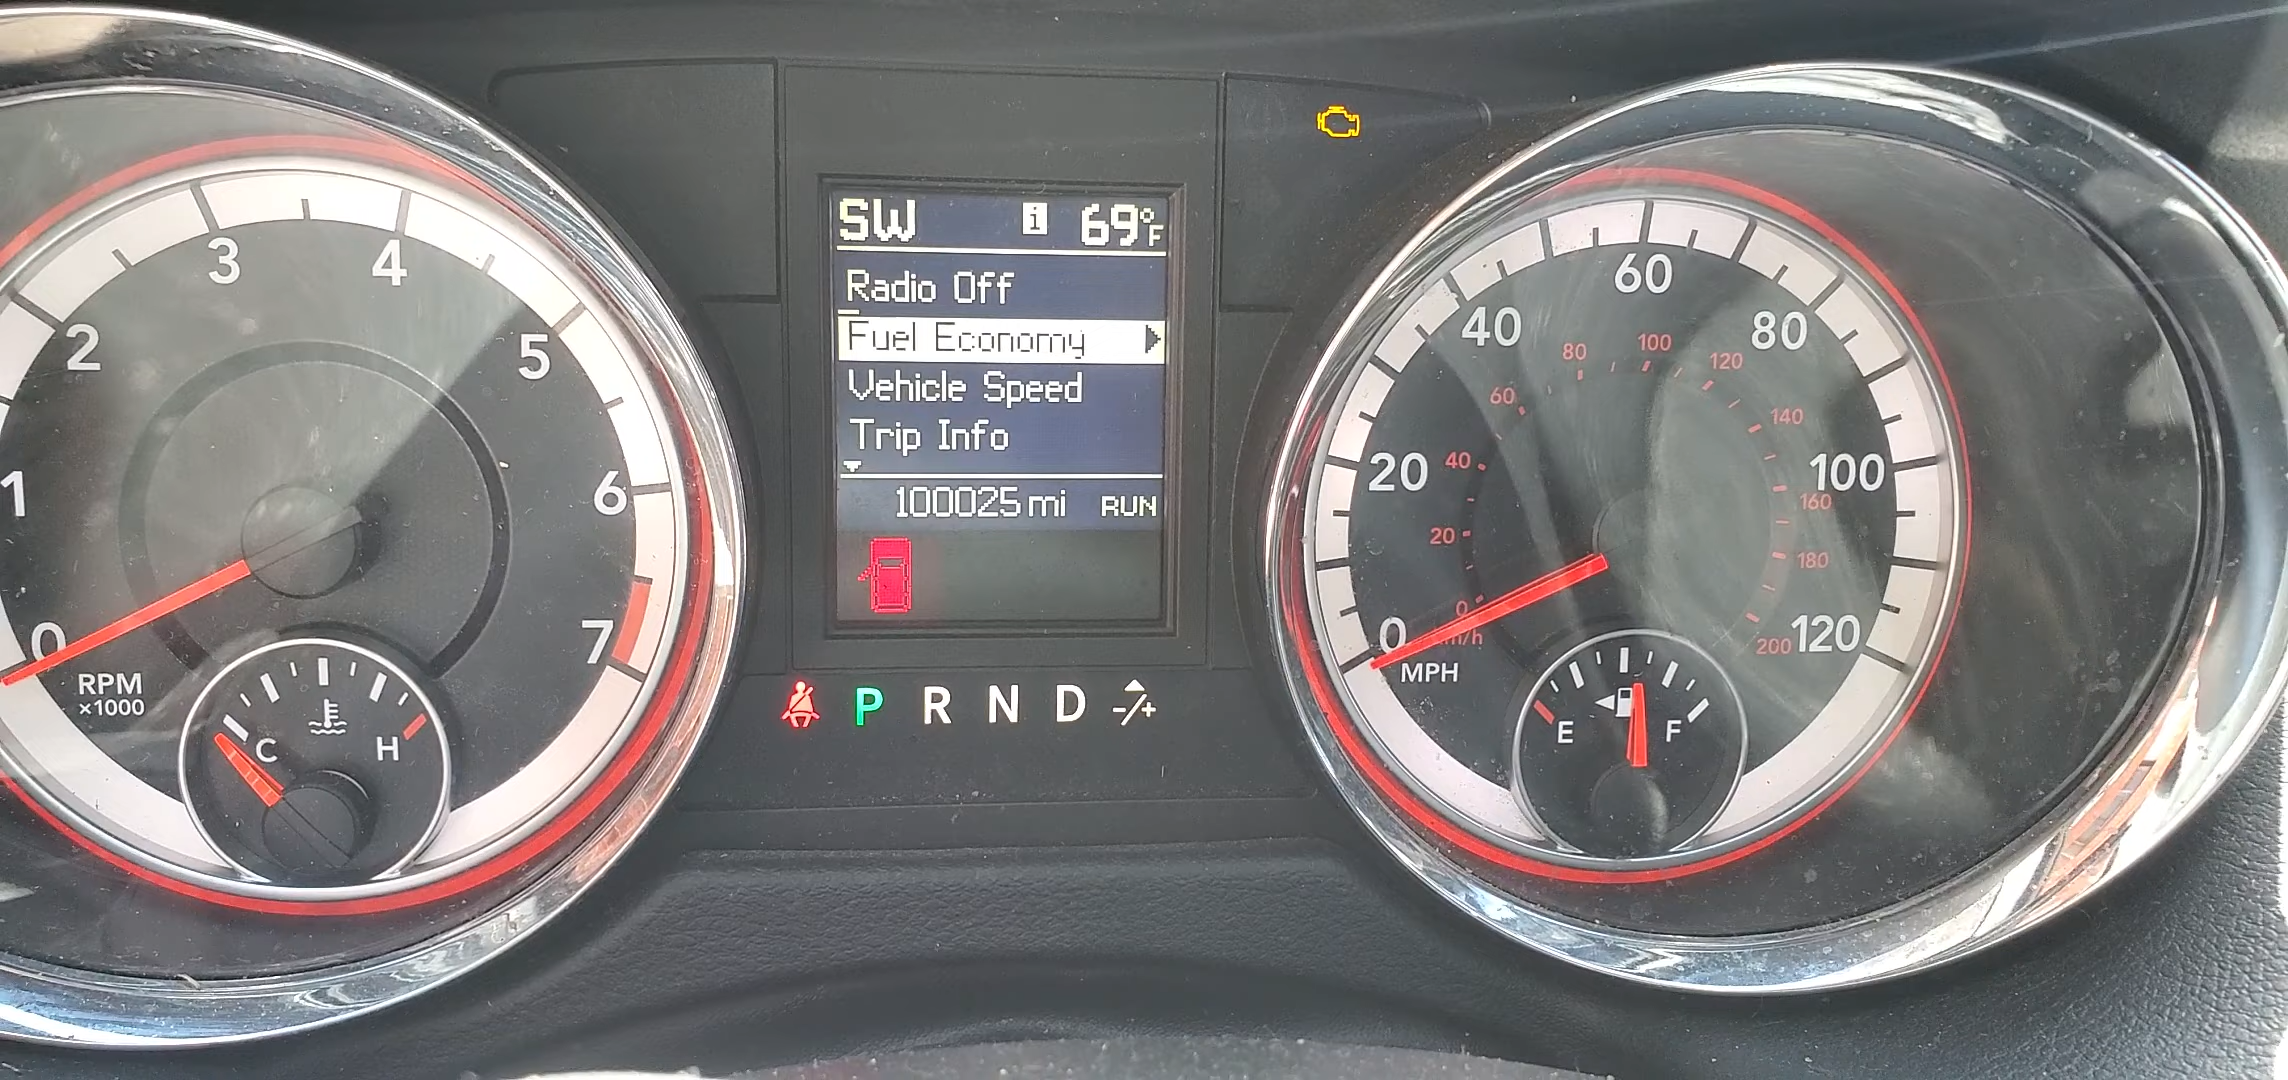 SW i 69°F
Radio Off
Fuel Economy
Vehicle Speed
Trip Info
100025 mi RUN
P R N D -/+
0 1 2 3 4 5 6 7
RPM
×1000
C H
0 20 40 60 80 100 120
MPH
0 20 40 60 80 100 120 140 160 180 200
E F